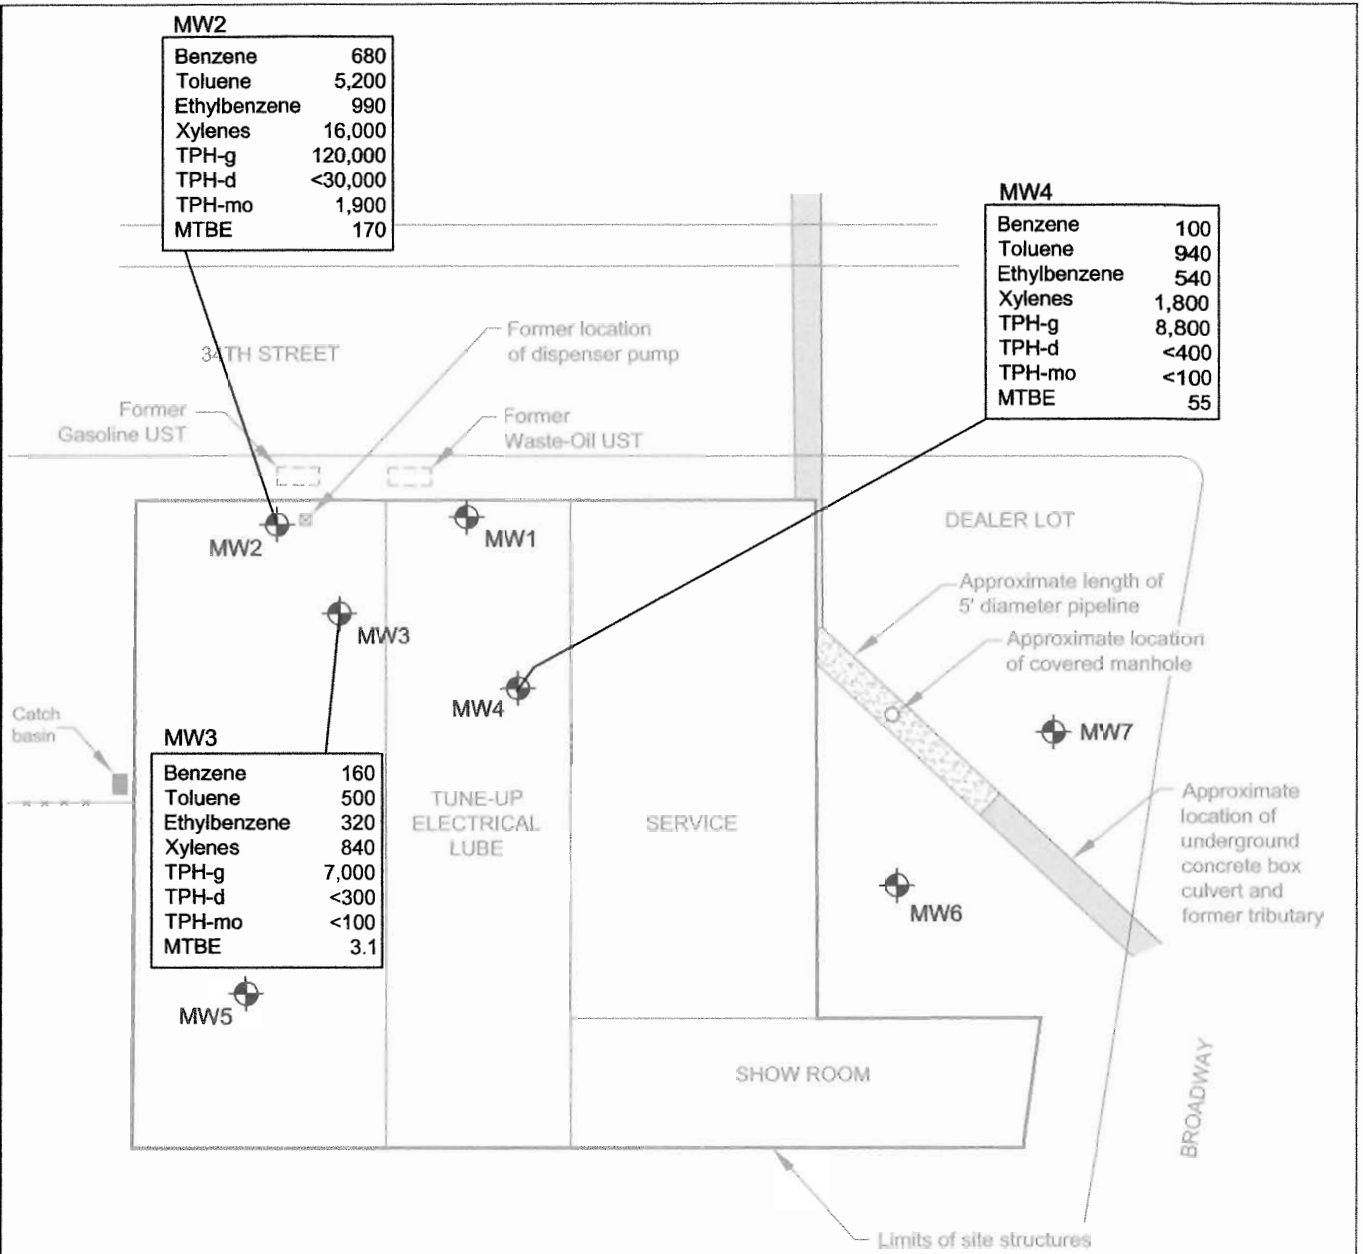 MW2
Benzene 680
Toluene 5,200
Ethylbenzene 990
Xylenes 16,000
TPH-g 120,000
TPH-d <30,000
TPH-mo 1,900
MTBE 170
MW4
Benzene 100
Toluene 940
Ethylbenzene 540
Xylenes 1,800
TPH-g 8,800
TPH-d <400
TPH-mo <100
MTBE 55
34TH STREET
Former location
of dispenser pump
Former
Gasoline UST
Former
Waste-Oil UST
MW2
MW1
DEALER LOT
MW3
Approximate length of
5' diameter pipeline
Approximate location
of covered manhole
MW4
MW7
Catch
basin
MW3
Benzene 160
Toluene 500
Ethylbenzene 320
Xylenes 840
TPH-g 7,000
TPH-d <300
TPH-mo <100
MTBE 3.1
TUNE-UP
ELECTRICAL
LUBE
SERVICE
Approximate
location of
underground
concrete box
culvert and
former tributary
MW6
MW5
SHOW ROOM
BROADWAY
Limits of site structures